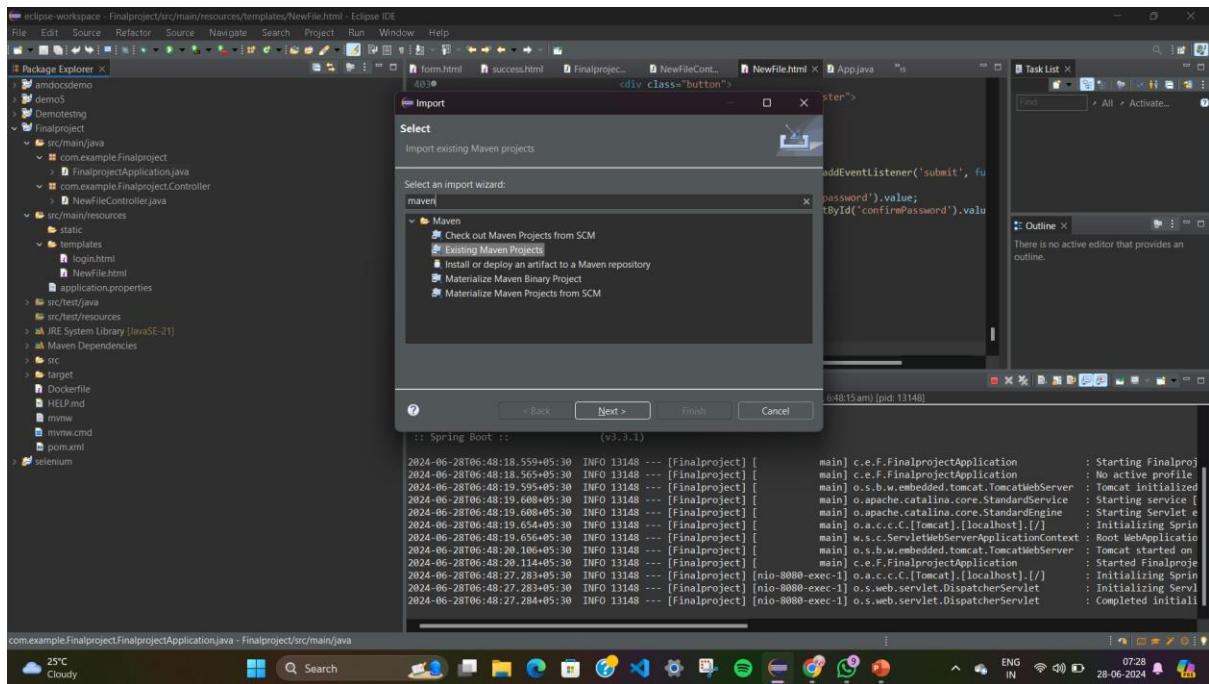 eclipse-workspace - Finalproject/src/main/resources/templates/NewFile.html - Eclipse IDE
File Edit Source Refactor Source Navigate Search Project Run Window Help
Package Explorer
amdocsdemo
demo5
Demotestng
Finalproject
src/main/java
com.example.Finalproject
FinalprojectApplication.java
com.example.Finalproject.Controller
NewFileController.java
src/main/resources
static
templates
login.html
NewFile.html
application.properties
src/test/java
src/test/resources
JRE System Library [JavaSE-21]
Maven Dependencies
src
target
Dockerfile
HELP.md
mvnw
mvnw.cmd
pom.xml
selenium
form.html success.html Finalprojec... NewFileCont... NewFile.html App.java
403 <div class="button">
ster">
addEventListener('submit', fu
password').value;
tById('confirmPassword').valu
Import
Select
Import existing Maven projects
Select an import wizard:
maven
Maven
Check out Maven Projects from SCM
Existing Maven Projects
Install or deploy an artifact to a Maven repository
Materialize Maven Binary Project
Materialize Maven Projects from SCM
< Back Next > Finish Cancel
Task List
Find All Activate...
Outline
There is no active editor that provides an
outline.
6:48:15 am) [pid: 13148]
:: Spring Boot :: (v3.3.1)
2024-06-28T06:48:18.559+05:30 INFO 13148 --- [Finalproject] [ main] c.e.F.FinalprojectApplication : Starting Finalproj
2024-06-28T06:48:18.565+05:30 INFO 13148 --- [Finalproject] [ main] c.e.F.FinalprojectApplication : No active profile
2024-06-28T06:48:19.595+05:30 INFO 13148 --- [Finalproject] [ main] o.s.b.w.embedded.tomcat.TomcatWebServer : Tomcat initialized
2024-06-28T06:48:19.608+05:30 INFO 13148 --- [Finalproject] [ main] o.apache.catalina.core.StandardService : Starting service [
2024-06-28T06:48:19.608+05:30 INFO 13148 --- [Finalproject] [ main] o.apache.catalina.core.StandardEngine : Starting Servlet e
2024-06-28T06:48:19.654+05:30 INFO 13148 --- [Finalproject] [ main] o.a.c.c.C.[Tomcat].[localhost].[/] : Initializing Sprin
2024-06-28T06:48:19.656+05:30 INFO 13148 --- [Finalproject] [ main] w.s.c.ServletWebServerApplicationContext : Root WebApplicatio
2024-06-28T06:48:20.106+05:30 INFO 13148 --- [Finalproject] [ main] o.s.b.w.embedded.tomcat.TomcatWebServer : Tomcat started on
2024-06-28T06:48:20.114+05:30 INFO 13148 --- [Finalproject] [ main] c.e.F.FinalprojectApplication : Started Finalproje
2024-06-28T06:48:27.283+05:30 INFO 13148 --- [Finalproject] [nio-8080-exec-1] o.a.c.c.C.[Tomcat].[localhost].[/] : Initializing Sprin
2024-06-28T06:48:27.283+05:30 INFO 13148 --- [Finalproject] [nio-8080-exec-1] o.s.web.servlet.DispatcherServlet : Initializing Servl
2024-06-28T06:48:27.284+05:30 INFO 13148 --- [Finalproject] [nio-8080-exec-1] o.s.web.servlet.DispatcherServlet : Completed initiali
com.example.Finalproject.FinalprojectApplication.java - Finalproject/src/main/java
25°C
Cloudy
Search
ENG
IN
07:28
28-06-2024